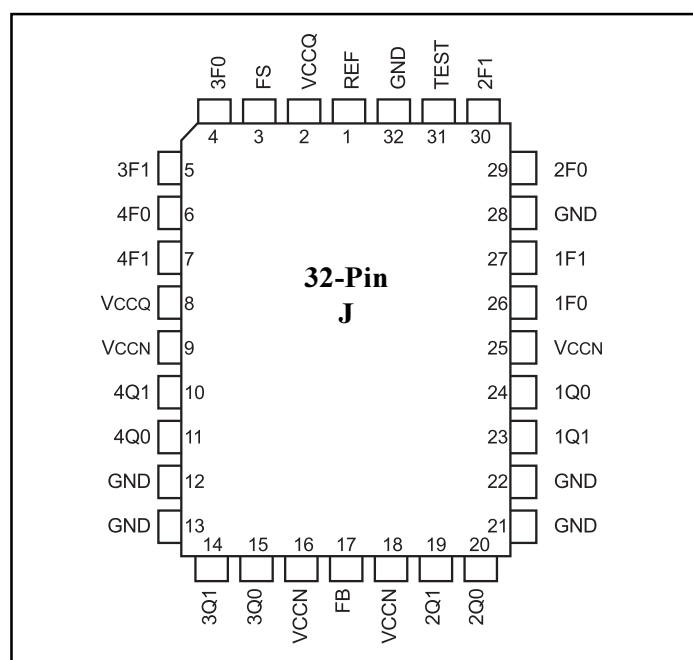 3F0 FS VCCQ REF GND TEST 2F1
4 3 2 1 32 31 30
3F1 5 29 2F0
4F0 6 28 GND
4F1 7 27 1F1
32-Pin
J
VCCQ 8 26 1F0
VCCN 9 25 VCCN
4Q1 10 24 1Q0
4Q0 11 23 1Q1
GND 12 22 GND
GND 13 21 GND
14 15 16 17 18 19 20
3Q1 3Q0 VCCN FB VCCN 2Q1 2Q0